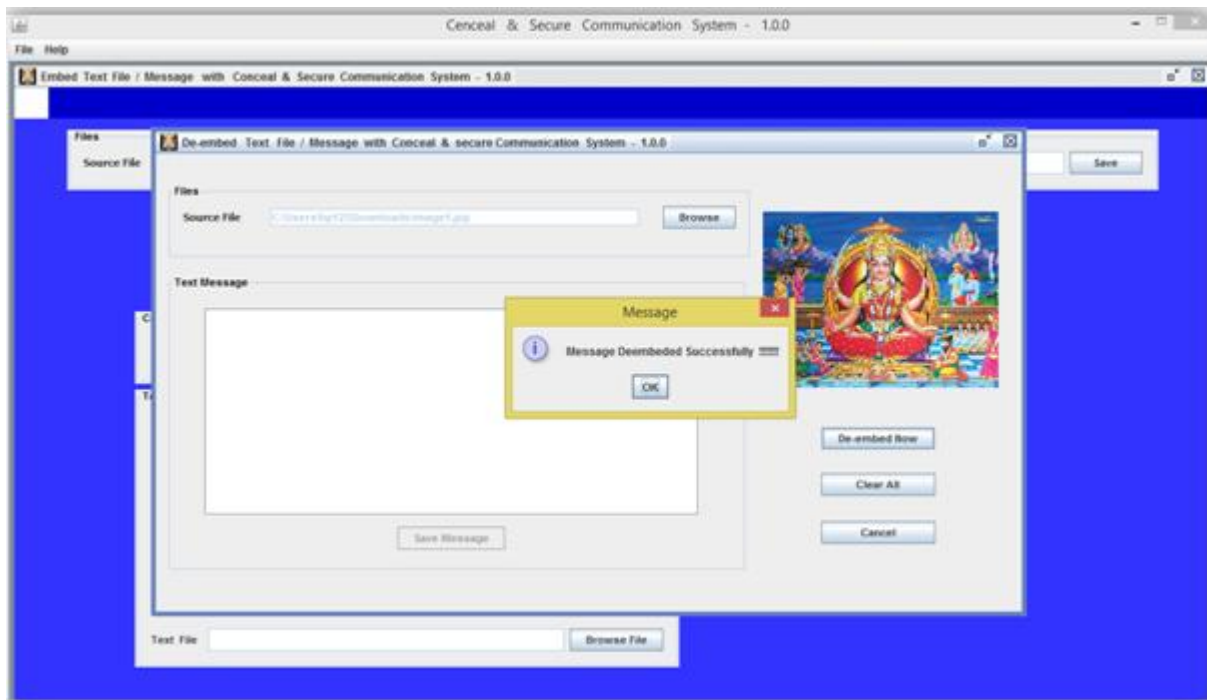 Cenceal & Secure Communication System - 1.0.0
File Help
Embed Text File / Message with Conceal & Secure Communication System - 1.0.0
Files
Source File
Save
De-embed Text File / Message with Conceal & secure Communication System - 1.0.0
Files
Source File
Browse
Text Message
Message
Message Deembeded Successfully
OK
De-embed Now
Clear All
Save Message
Cancel
Text File
Browse File